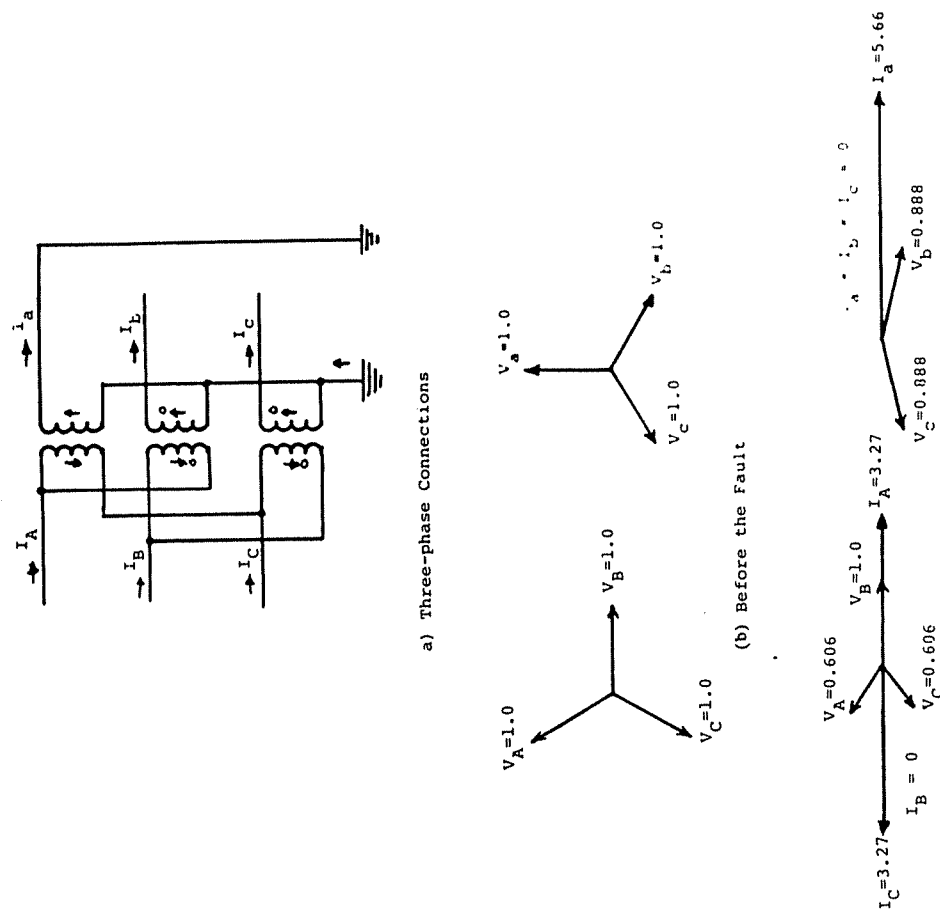 I_A
i_a
I_B
I_b
I_C
I_c
a) Three-phase Connections
V_A=1.0
V_B=1.0
V_C=1.0
V_a=1.0
V_b=1.0
V_c=1.0
(b) Before the Fault
I_C=3.27
I_B = 0
V_A=0.606
V_C=0.606
V_B=1.0
I_A=3.27
V_c=0.888
V_b=0.888
I_c = 0
I_a=5.66